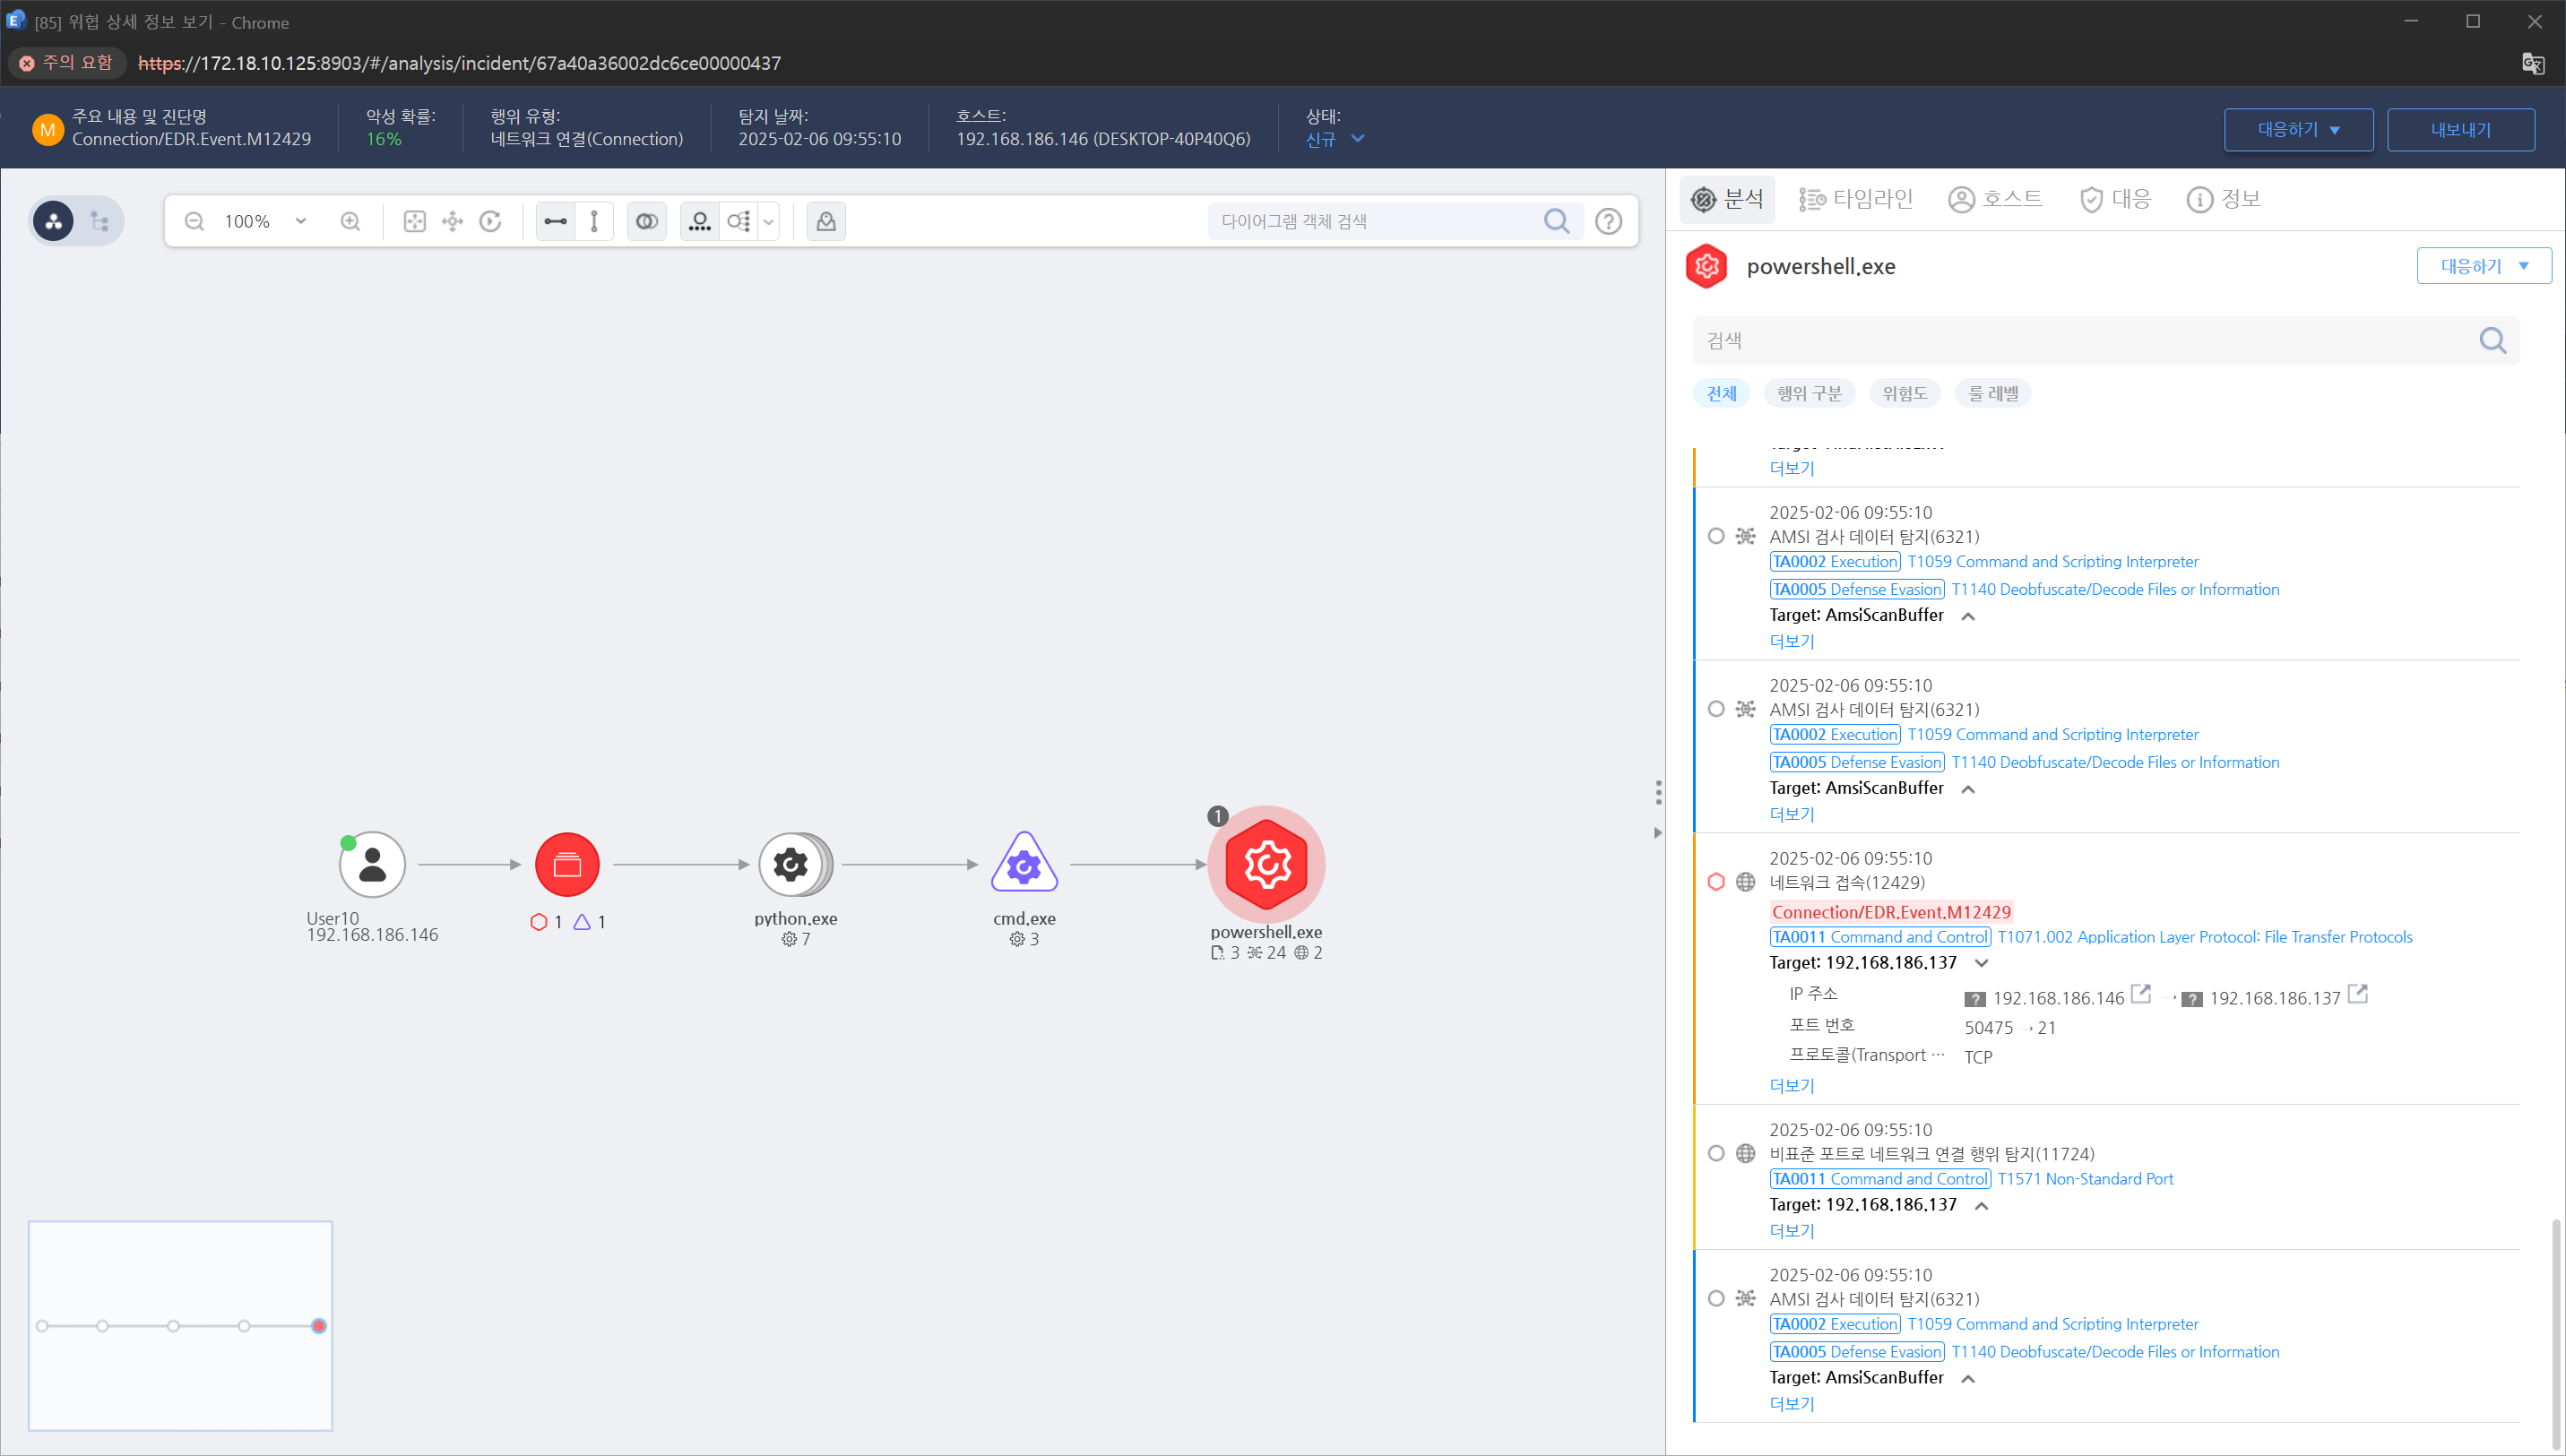 [85] 위협 상세 정보 보기 - Chrome
주의 요함
https://172.18.10.125:8903/#/analysis/incident/67a40a36002dc6ce00000437
M
주요 내용 및 진단명
Connection/EDR.Event.M12429
악성 확률:
16%
행위 유형:
네트워크 연결(Connection)
탐지 날짜:
2025-02-06 09:55:10
호스트:
192.168.186.146 (DESKTOP-40P40Q6)
상태:
신규
대응하기
내보내기
100%
다이어그램 객체 검색
User10
192.168.186.146
1 1
python.exe
7
cmd.exe
3
1
powershell.exe
3 24 2
분석 타임라인 호스트 대응 정보
powershell.exe
대응하기
검색
전체 행위 구분 위험도 룰 레벨
더보기
2025-02-06 09:55:10
AMSI 검사 데이터 탐지(6321)
TA0002 Execution T1059 Command and Scripting Interpreter
TA0005 Defense Evasion T1140 Deobfuscate/Decode Files or Information
Target: AmsiScanBuffer
더보기
2025-02-06 09:55:10
AMSI 검사 데이터 탐지(6321)
TA0002 Execution T1059 Command and Scripting Interpreter
TA0005 Defense Evasion T1140 Deobfuscate/Decode Files or Information
Target: AmsiScanBuffer
더보기
2025-02-06 09:55:10
네트워크 접속(12429)
Connection/EDR.Event.M12429
TA0011 Command and Control T1071.002 Application Layer Protocol: File Transfer Protocols
Target: 192.168.186.137
IP 주소 ? 192.168.186.146 → ? 192.168.186.137
포트 번호 50475 → 21
프로토콜(Transport ··· TCP
더보기
2025-02-06 09:55:10
비표준 포트로 네트워크 연결 행위 탐지(11724)
TA0011 Command and Control T1571 Non-Standard Port
Target: 192.168.186.137
더보기
2025-02-06 09:55:10
AMSI 검사 데이터 탐지(6321)
TA0002 Execution T1059 Command and Scripting Interpreter
TA0005 Defense Evasion T1140 Deobfuscate/Decode Files or Information
Target: AmsiScanBuffer
더보기